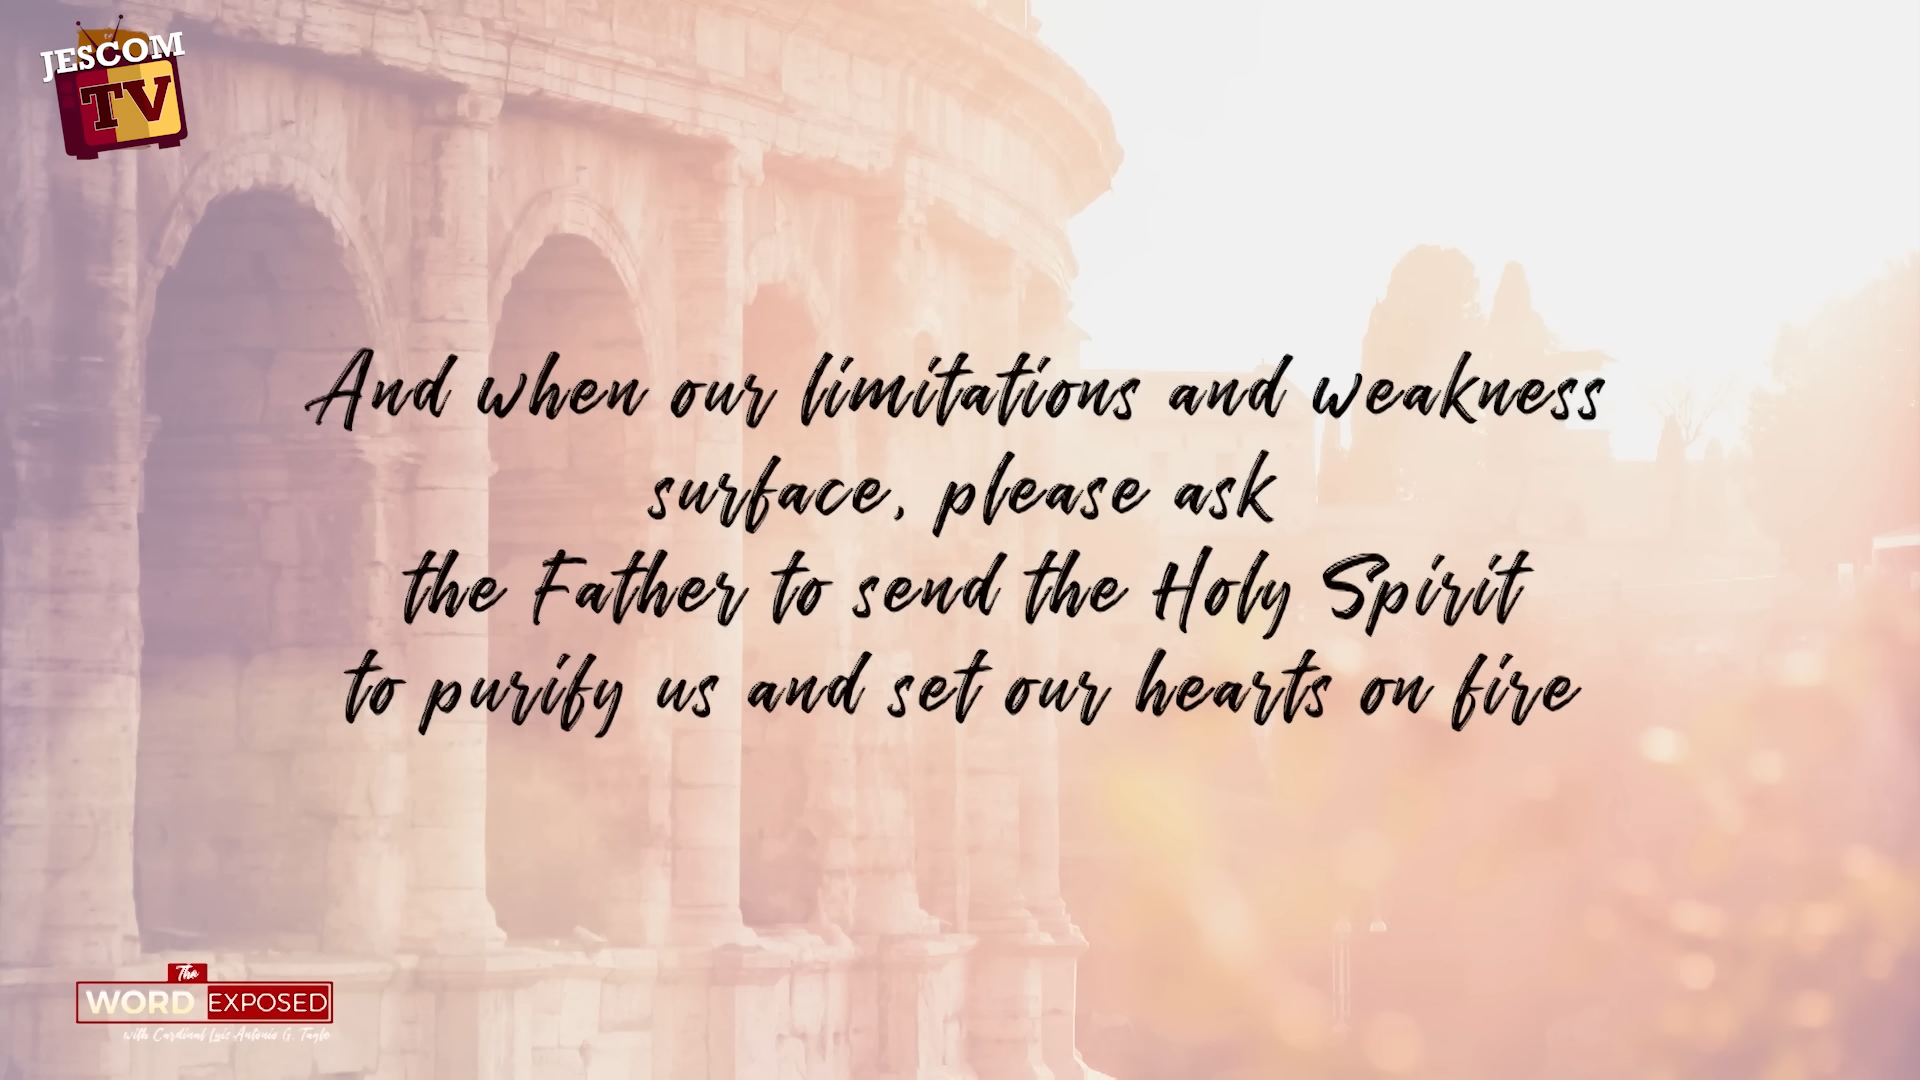 JESCOM
TV
And when our limitations and weakness
surface, please ask
the Father to send the Holy Spirit
to purify us and set our hearts on fire
The
WORD EXPOSED
with Cardinal Luis Antonio G. Tagle